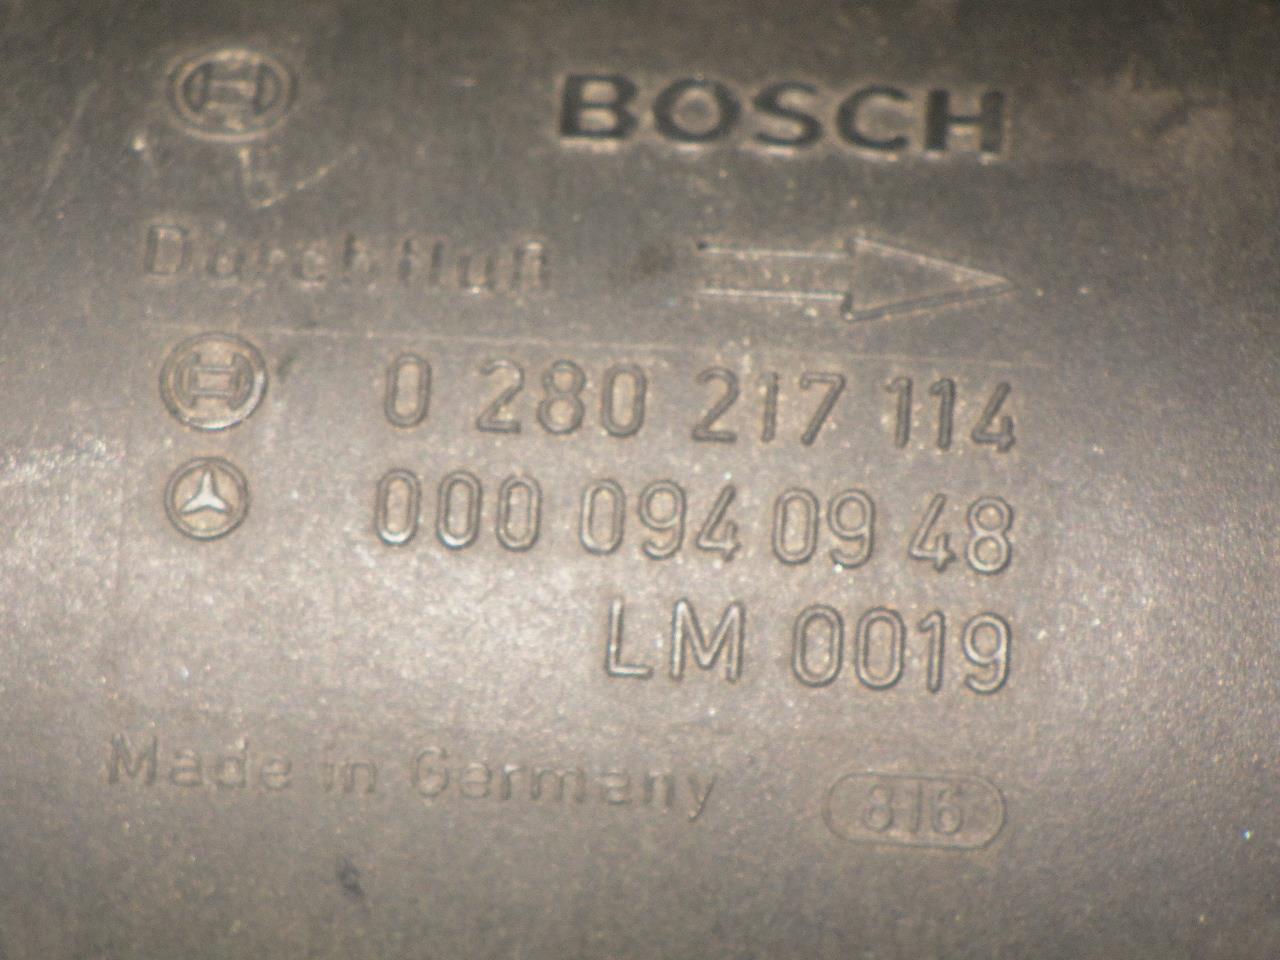 BOSCH
Durchfluß
0 280 217 114
000 094 09 48
LM 0019
Made in Germany
816